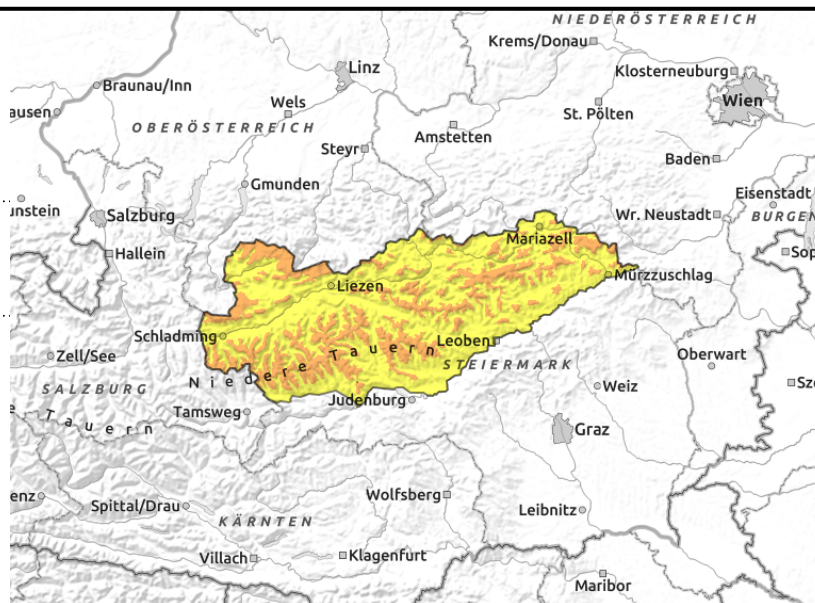 NIEDERÖSTERREICH
Krems/Donau
Linz
Klosterneuburg
Braunau/Inn
Wien
Wels
St. Pölten
ausen
OBERÖSTERREICH
Amstetten
Steyr
Baden
Gmunden
Eisenstadt
unstein
Salzburg
Wr. Neustadt
BURGEN
Mariazell
Hallein
Sop
Mürzzuschlag
Liezen
Schladming
Leoben
Zell/See
Niedere Tauern
STEIERMARK
Oberwart
SALZBURG
Weiz
Szo
Tamsweg
Judenburg
Tauern
Graz
Wolfsberg
enz
Spittal/Drau
Leibnitz
KÄRNTEN
Villach
Klagenfurt
Maribor